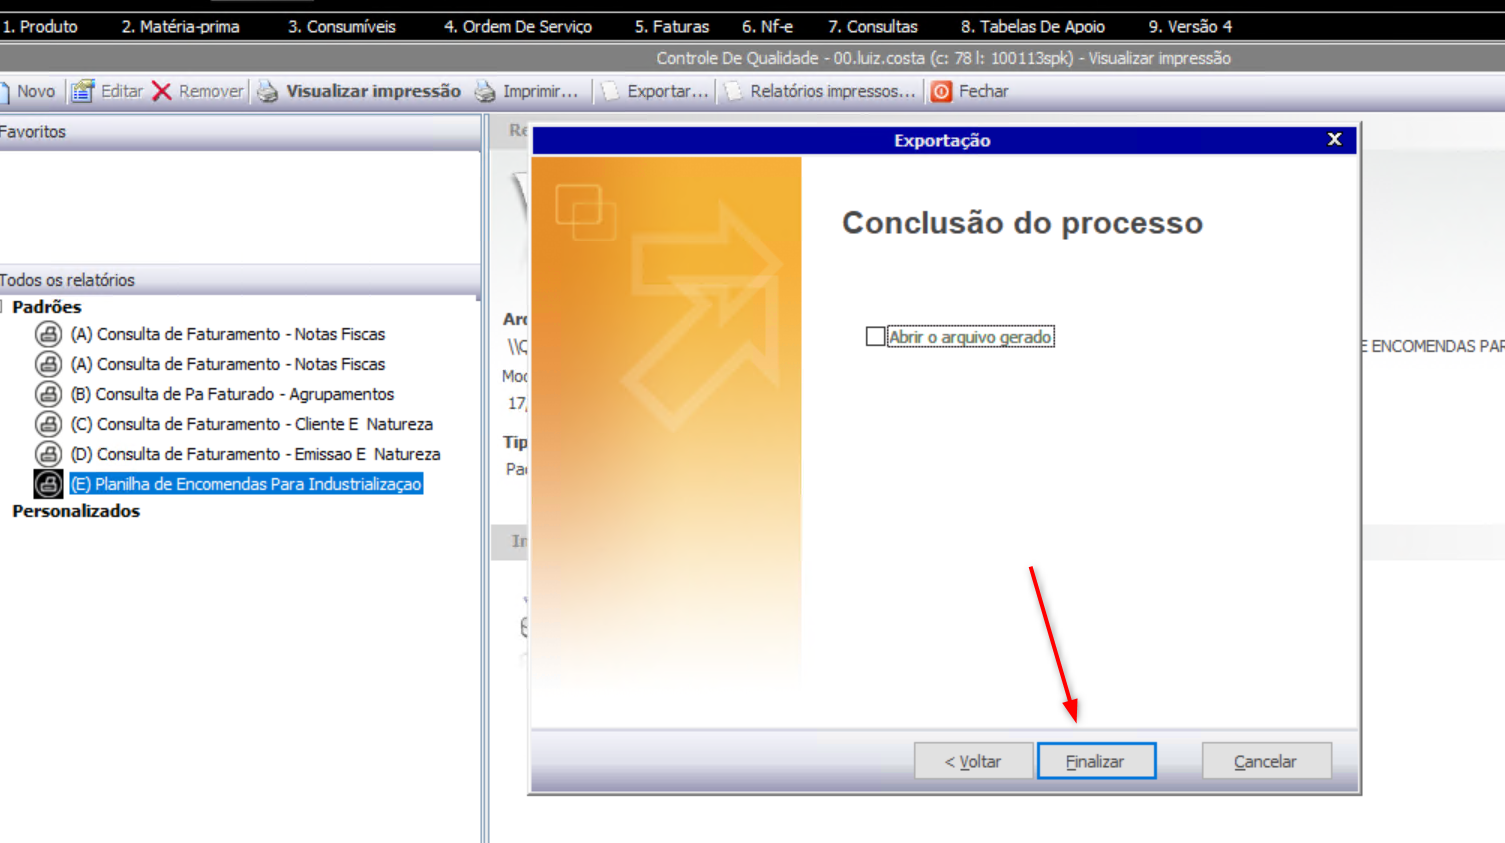 1. Produto 2. Matéria-prima 3. Consumíveis 4. Ordem De Serviço 5. Faturas 6. Nf-e 7. Consultas 8. Tabelas De Apoio 9. Versão 4
Controle De Qualidade - 00.luiz.costa (c: 78 l: 100113spk) - Visualizar impressão
Novo Editar Remover Visualizar impressão Imprimir... Exportar... Relatórios impressos... Fechar
Favoritos
Re
Exportação X
Conclusão do processo
Todos os relatórios
Padrões
(A) Consulta de Faturamento - Notas Fiscas
(A) Consulta de Faturamento - Notas Fiscas
(B) Consulta de Pa Faturado - Agrupamentos
(C) Consulta de Faturamento - Cliente E Natureza
(D) Consulta de Faturamento - Emissao E Natureza
(E) Planilha de Encomendas Para Industrializaçao
Personalizados
Abrir o arquivo gerado
E ENCOMENDAS PAR
17,
Tip
< Voltar Finalizar Cancelar